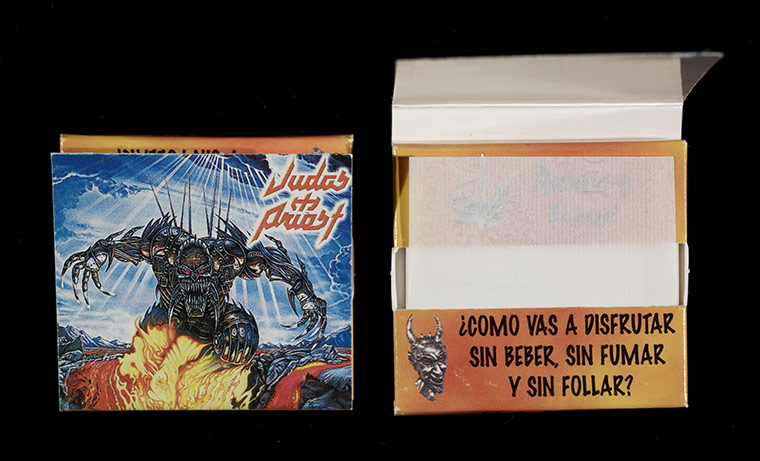 Judas
Priest
¿COMO VAS A DISFRUTAR
SIN BEBER, SIN FUMAR
Y SIN FOLLAR?